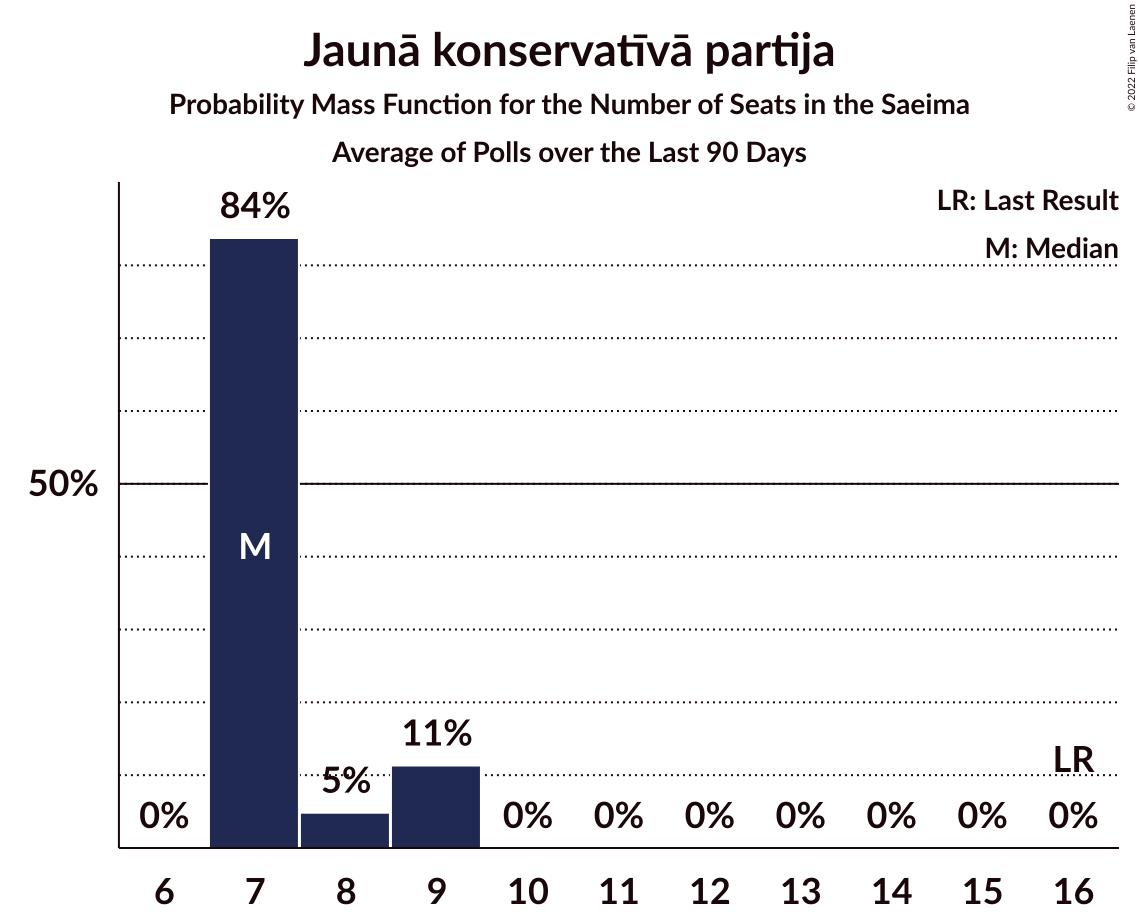 Jaunā konservatīvā partija
Probability Mass Function for the Number of Seats in the Saeima
Average of Polls over the Last 90 Days
© 2022 Filip van Laenen
LR: Last Result
M: Median
84%
50%
M
11%
5%
LR
0%
0%
0%
0%
0%
0%
0%
0%
6
7
8
9
10
11
12
13
14
15
16